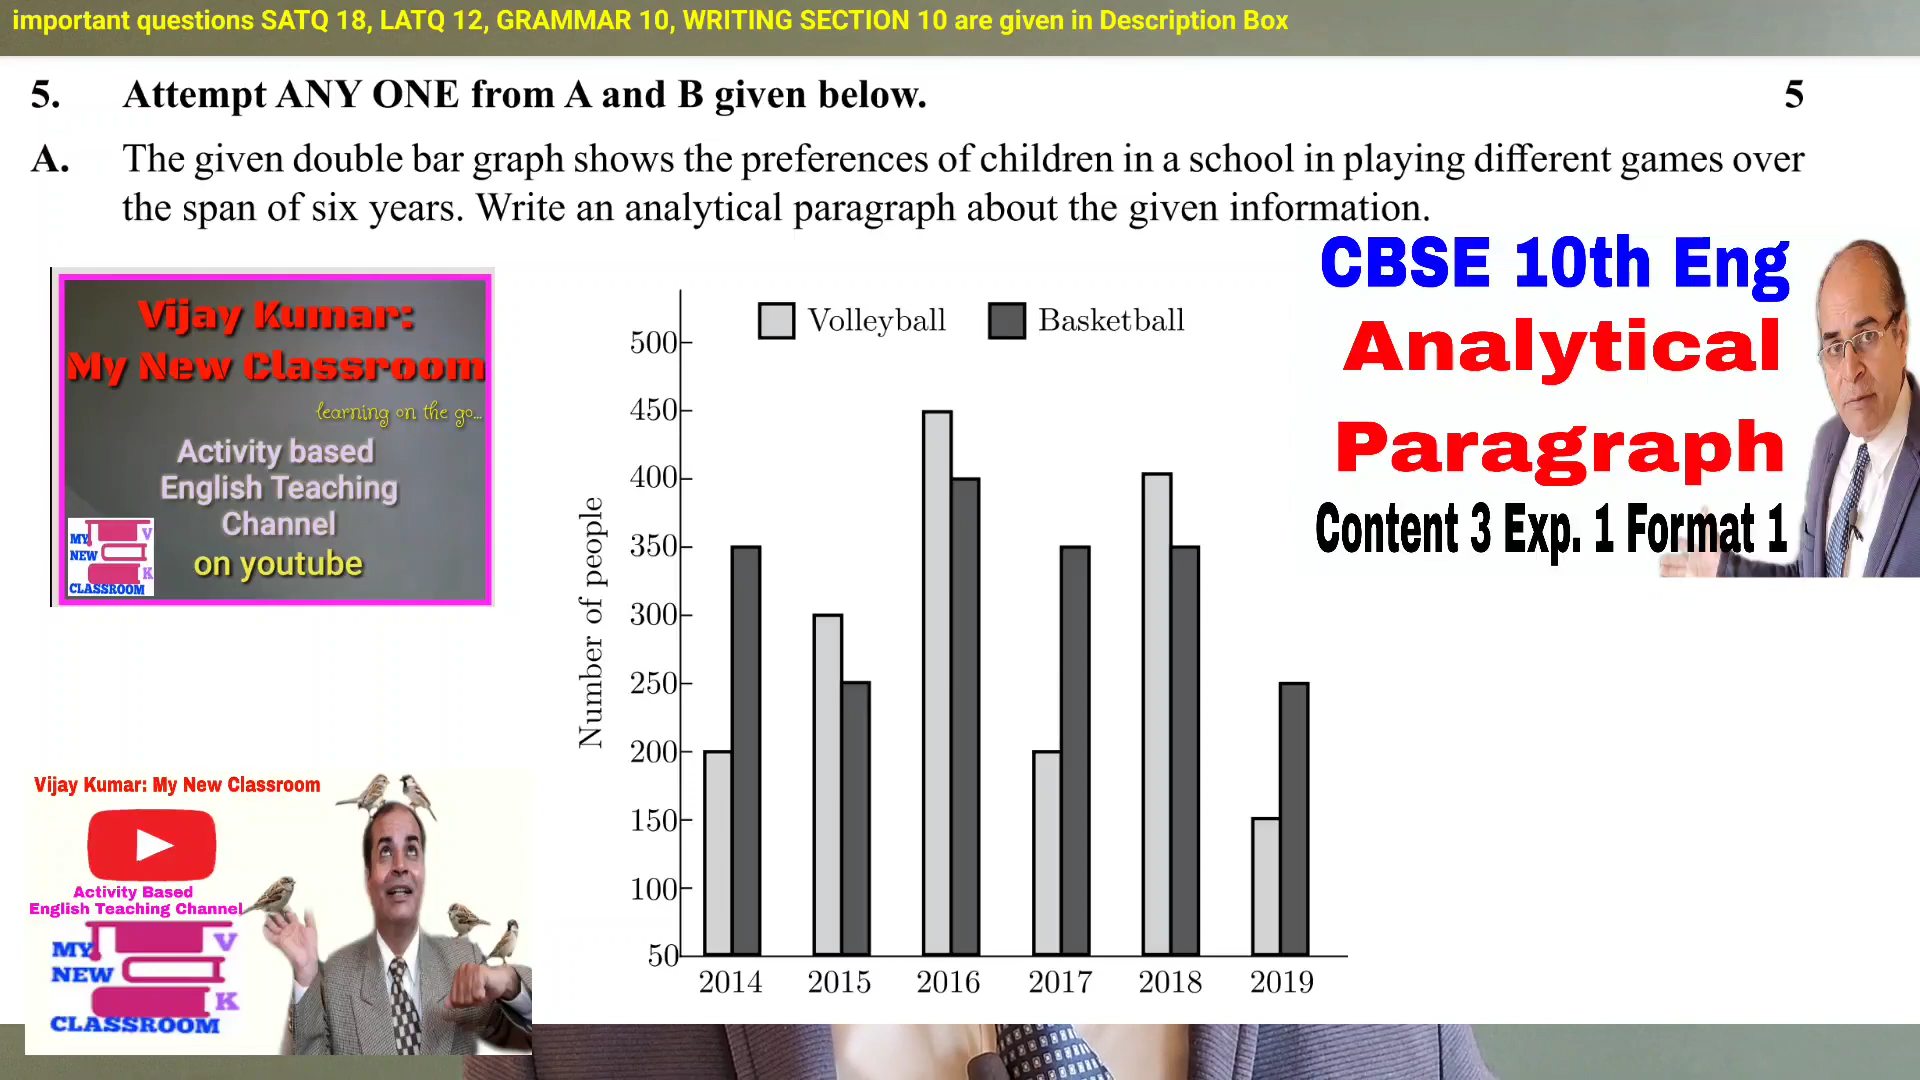 important questions SATQ 18, LATQ 12, GRAMMAR 10, WRITING SECTION 10 are given in Description Box
5. Attempt ANY ONE from A and B given below. 5
A. The given double bar graph shows the preferences of children in a school in playing different games over
the span of six years. Write an analytical paragraph about the given information.
CBSE 10th Eng
Analytical
Paragraph
Content 3 Exp. 1 Format 1
Vijay Kumar:
My New Classroom
learning on the go...
Activity based
English Teaching
Channel
on youtube
MY V
NEW
K
CLASSROOM
Volleyball Basketball
Number of people
500
450
400
350
300
250
200
150
100
50
2014 2015 2016 2017 2018 2019
Vijay Kumar: My New Classroom
Activity Based
English Teaching Channel
MY V
NEW
K
CLASSROOM